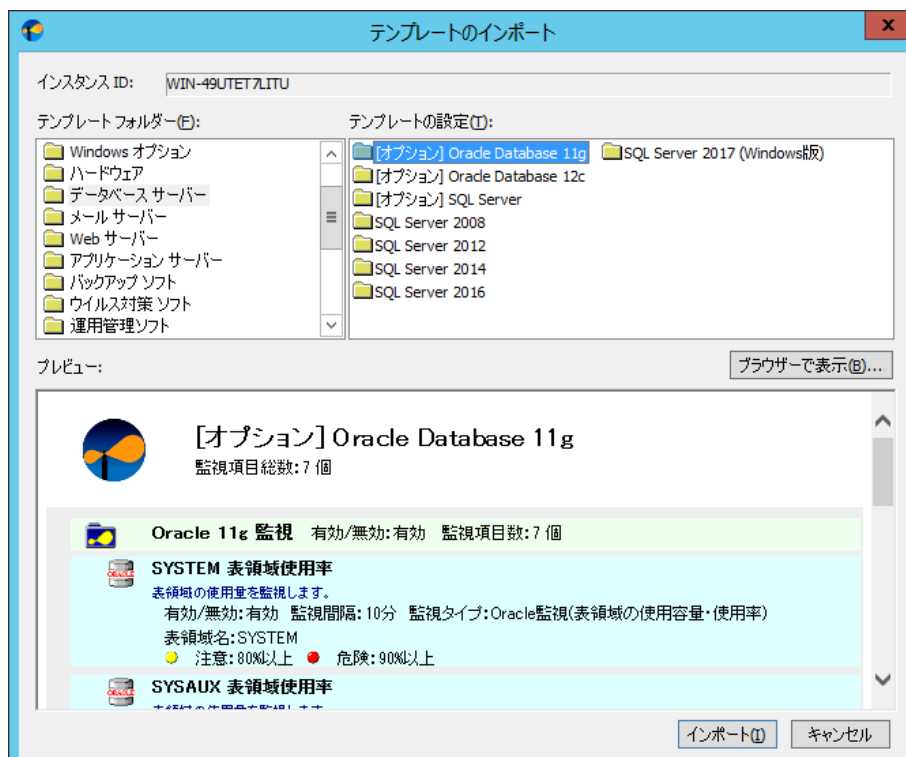 テンプレートのインポート
x
インスタンス ID: WIN-49UTET7LITU
テンプレート フォルダー(F):
Windows オプション
ハードウェア
データベース サーバー
メール サーバー
Web サーバー
アプリケーション サーバー
バックアップ ソフト
ウイルス対策 ソフト
運用管理ソフト
テンプレートの設定(T):
[オプション] Oracle Database 11g
[オプション] Oracle Database 12c
[オプション] SQL Server
SQL Server 2008
SQL Server 2012
SQL Server 2014
SQL Server 2016
SQL Server 2017 (Windows版)
プレビュー:
ブラウザーで表示(B)...
[オプション] Oracle Database 11g
監視項目総数:7 個
Oracle 11g 監視 有効/無効:有効 監視項目数:7 個
ORACLE
SYSTEM 表領域使用率
表領域の使用量を監視します。
有効/無効:有効 監視間隔:10分 監視タイプ:Oracle監視(表領域の使用容量・使用率)
表領域名:SYSTEM
注意:80%以上 危険:90%以上
ORACLE
SYSAUX 表領域使用率
表領域の使用量を監視します。
インポート(I)
キャンセル